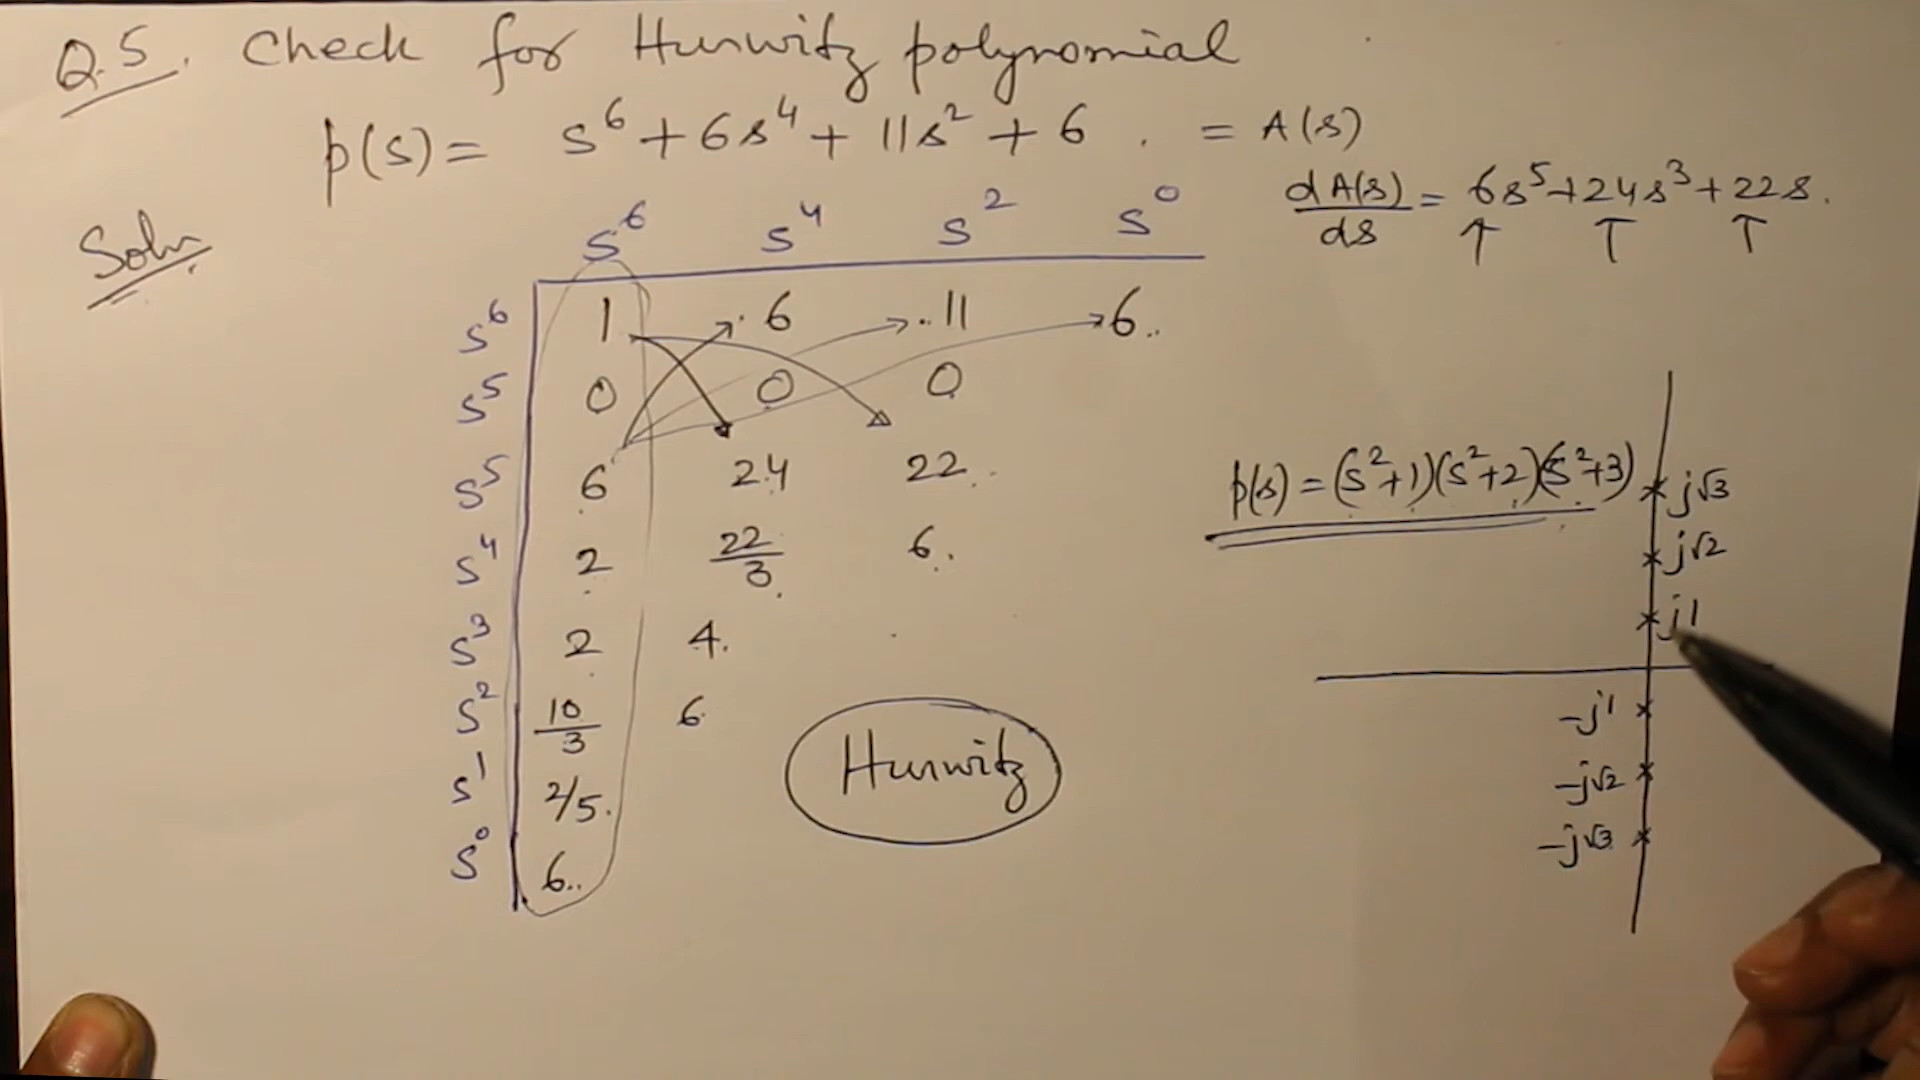 Q.5. Check for Hurwitz polynomial
p(s) = s⁶ + 6s⁴ + 11s² + 6 . = A(s)
dA(s)/ds = 6s⁵ + 24s³ + 22s.
↑ ↑ ↑
Soln
s⁶ s⁴ s² s⁰
s⁶ 1 .6 .11 6..
s⁵ 0 0 0
s⁵ 6 24 22.
s⁴ 2 22/3 6.
s³ 2 4.
s² 10/3 6
s¹ 2/5.
s⁰ 6..
Hurwitz
p(s) = (s²+1)(s²+2)(s²+3)
j√3
j√2
j1
-j1
-j√2
-j√3